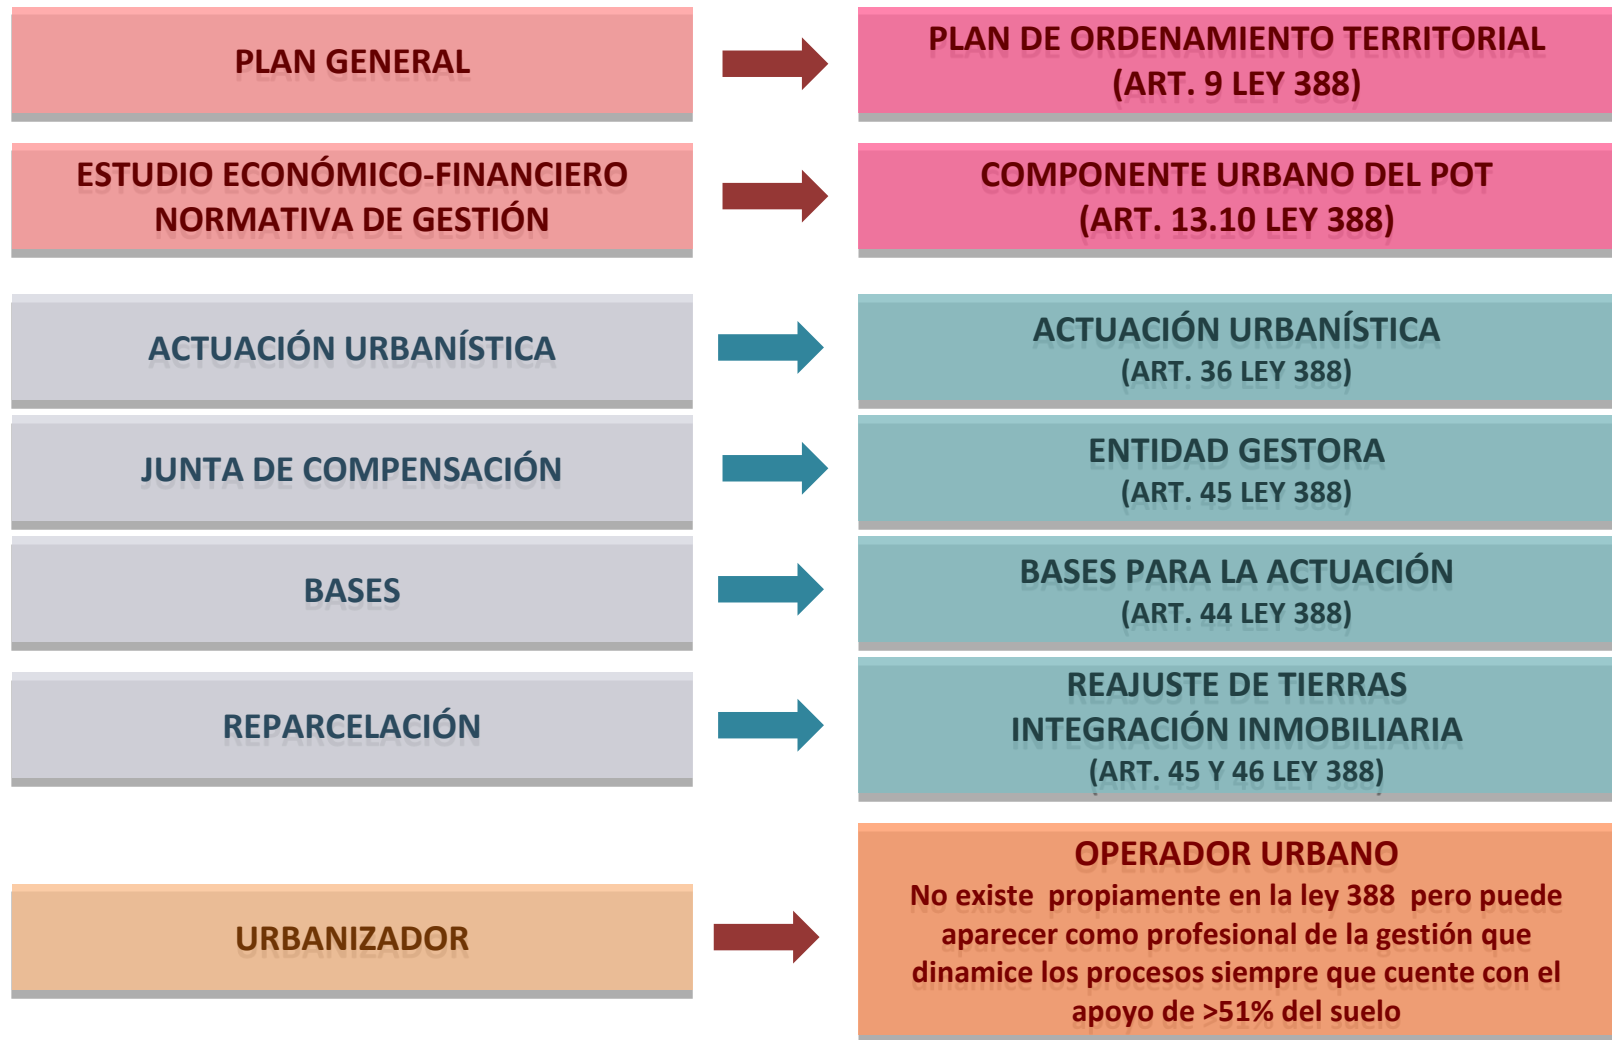 PLAN GENERAL
PLAN DE ORDENAMIENTO TERRITORIAL
(ART. 9 LEY 388)
ESTUDIO ECONÓMICO-FINANCIERO
NORMATIVA DE GESTIÓN
COMPONENTE URBANO DEL POT
(ART. 13.10 LEY 388)
ACTUACIÓN URBANÍSTICA
ACTUACIÓN URBANÍSTICA
(ART. 36 LEY 388)
JUNTA DE COMPENSACIÓN
ENTIDAD GESTORA
(ART. 45 LEY 388)
BASES
BASES PARA LA ACTUACIÓN
(ART. 44 LEY 388)
REPARCELACIÓN
REAJUSTE DE TIERRAS
INTEGRACIÓN INMOBILIARIA
(ART. 45 Y 46 LEY 388)
URBANIZADOR
OPERADOR URBANO
No existe propiamente en la ley 388 pero puede
aparecer como profesional de la gestión que
dinamice los procesos siempre que cuente con el
apoyo de >51% del suelo